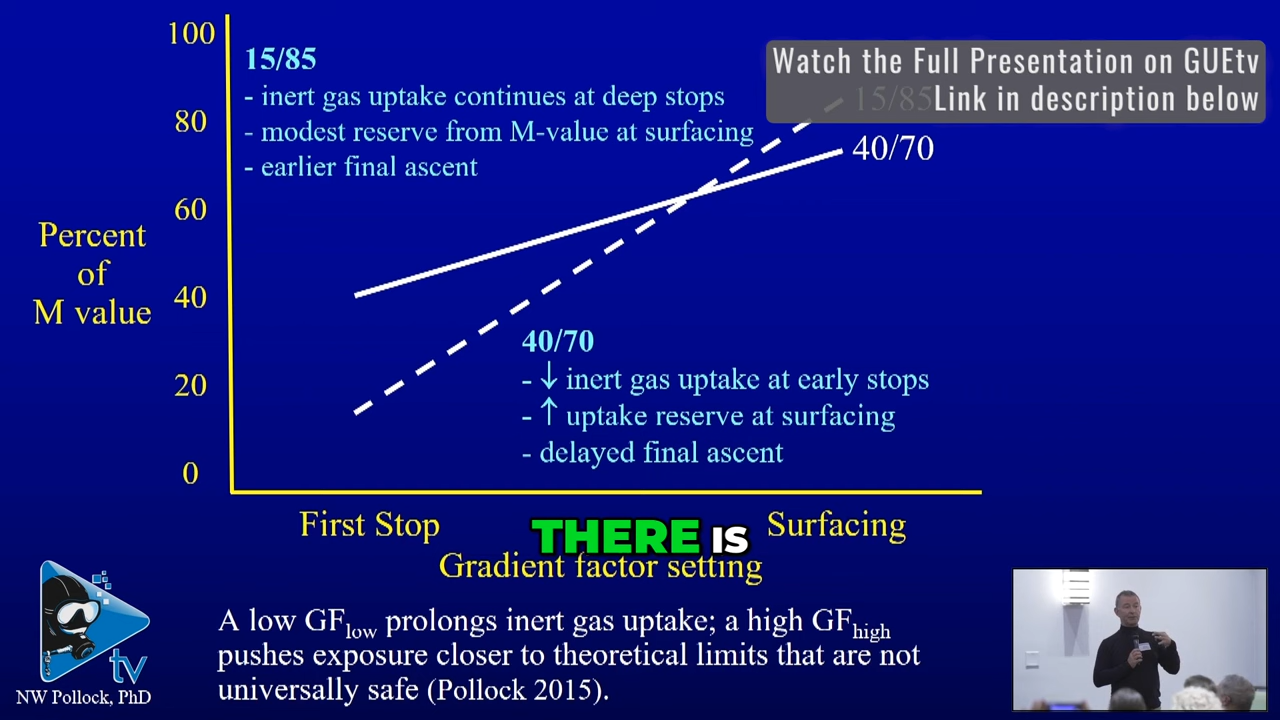 100
15/85
- inert gas uptake continues at deep stops
- modest reserve from M-value at surfacing
- earlier final ascent
Watch the Full Presentation on GUEtv
Link in description below
15/85
40/70
80
60
Percent
of
M value
40
20
0
40/70
- ↓ inert gas uptake at early stops
- ↑ uptake reserve at surfacing
- delayed final ascent
First Stop
Surfacing
THERE IS
Gradient factor setting
A low GFlow prolongs inert gas uptake; a high GFhigh
pushes exposure closer to theoretical limits that are not
universally safe (Pollock 2015).
tv
NW Pollock, PhD